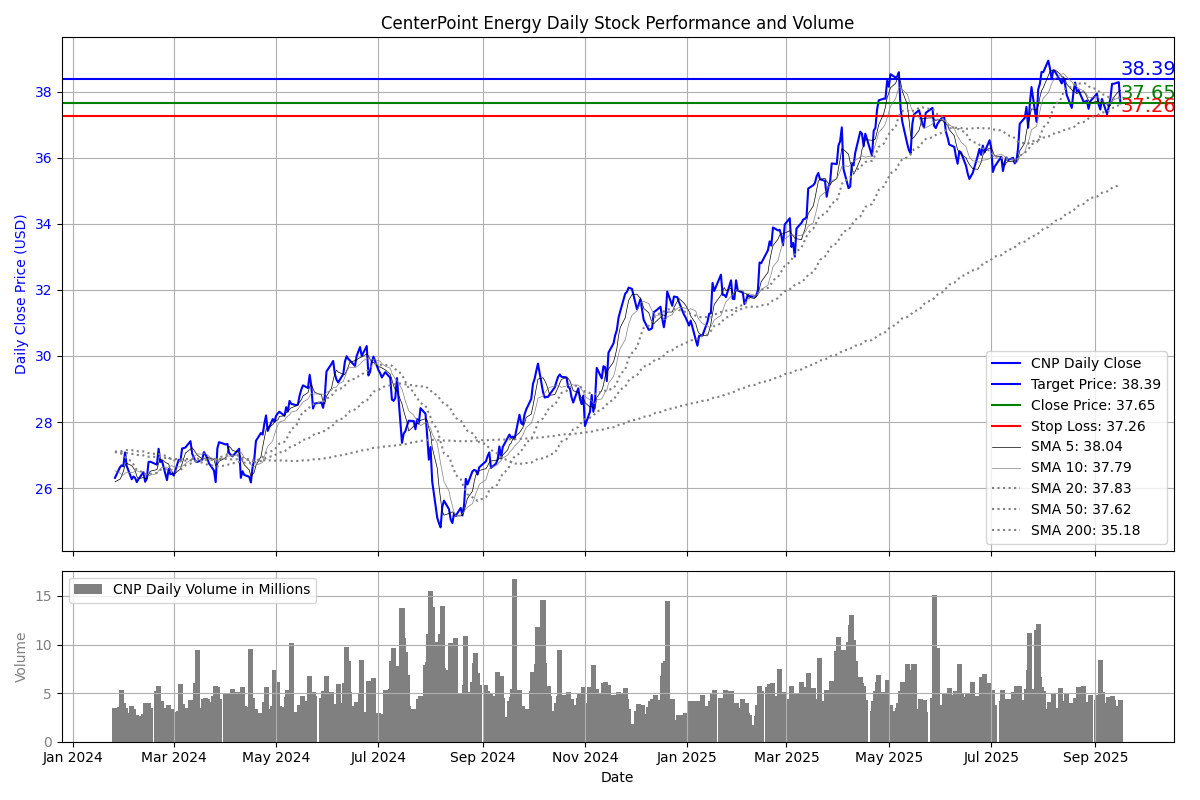 CenterPoint Energy Daily Stock Performance and Volume
Daily Close Price (USD)
38
36
34
32
30
28
26
38.39
37.65
37.26
CNP Daily Close
Target Price: 38.39
Close Price: 37.65
Stop Loss: 37.26
SMA 5: 38.04
SMA 10: 37.79
SMA 20: 37.83
SMA 50: 37.62
SMA 200: 35.18
CNP Daily Volume in Millions
Volume
15
10
5
0
Jan 2024
Mar 2024
May 2024
Jul 2024
Sep 2024
Nov 2024
Jan 2025
Mar 2025
May 2025
Jul 2025
Sep 2025
Date